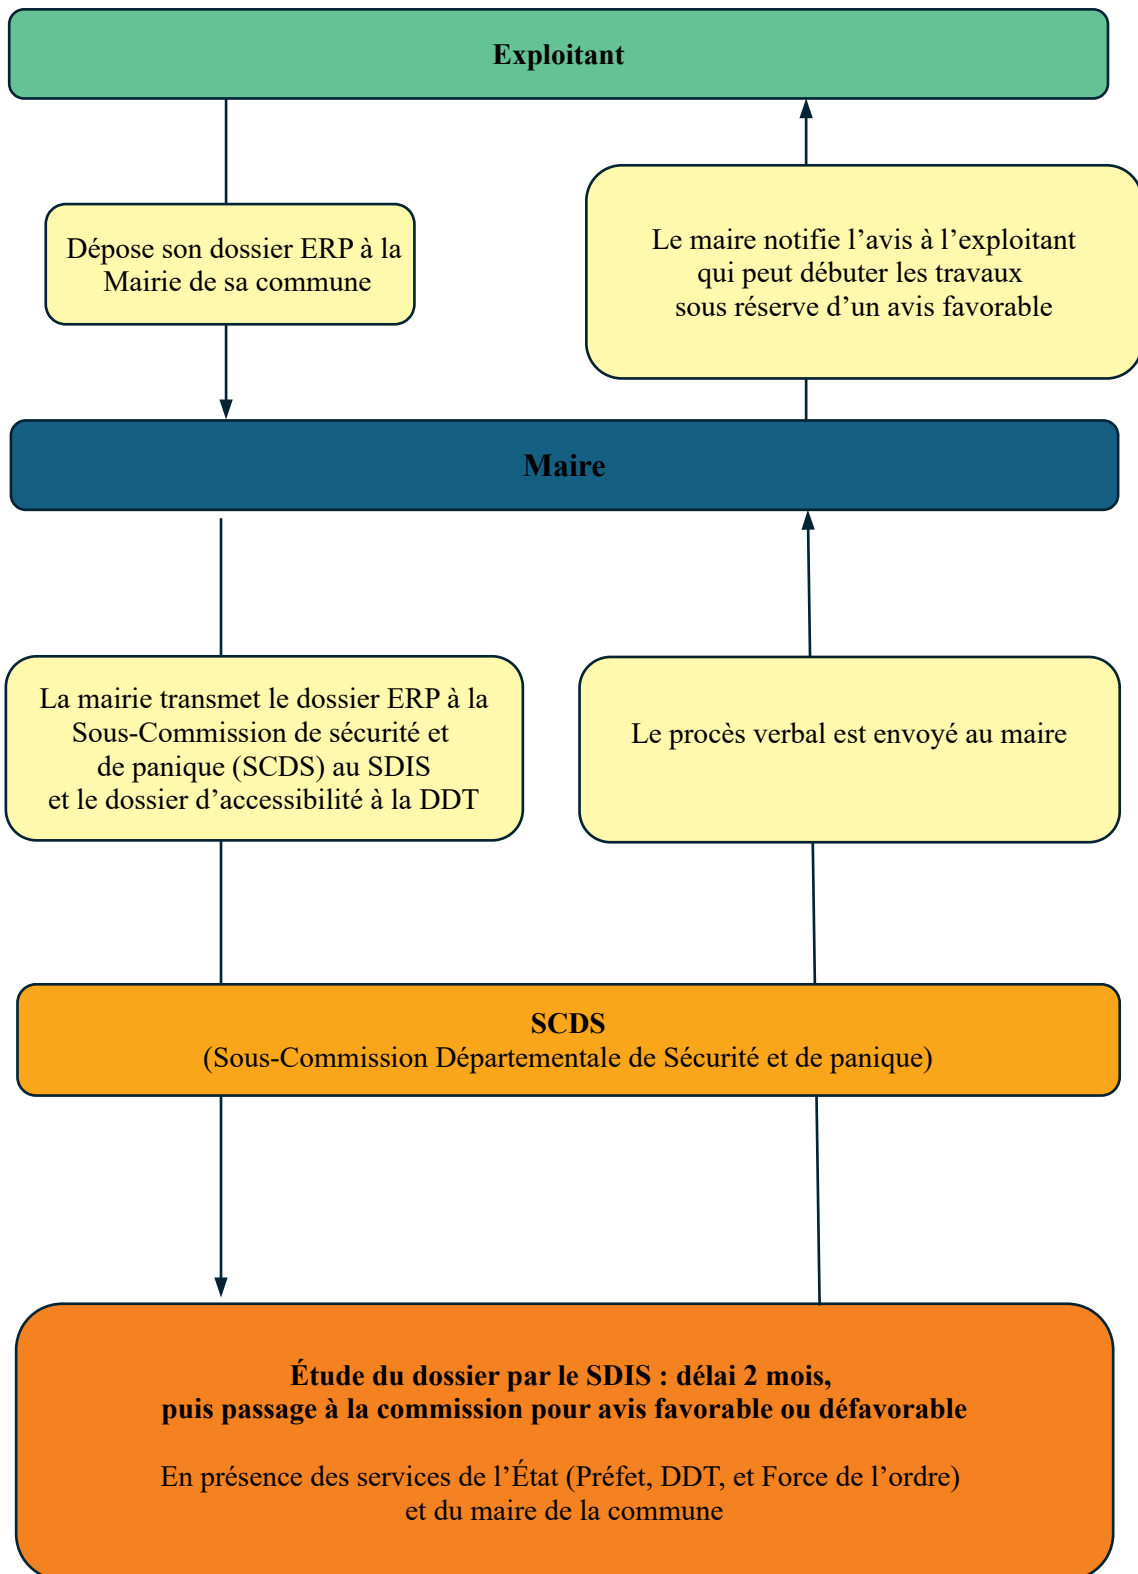 Exploitant
Dépose son dossier ERP à la
Mairie de sa commune
Le maire notifie l’avis à l’exploitant
qui peut débuter les travaux
sous réserve d’un avis favorable
Maire
La mairie transmet le dossier ERP à la
Sous-Commission de sécurité et
de panique (SCDS) au SDIS
et le dossier d’accessibilité à la DDT
Le procès verbal est envoyé au maire
SCDS
(Sous-Commission Départementale de Sécurité et de panique)
Étude du dossier par le SDIS : délai 2 mois,
puis passage à la commission pour avis favorable ou défavorable
En présence des services de l’État (Préfet, DDT, et Force de l’ordre)
et du maire de la commune